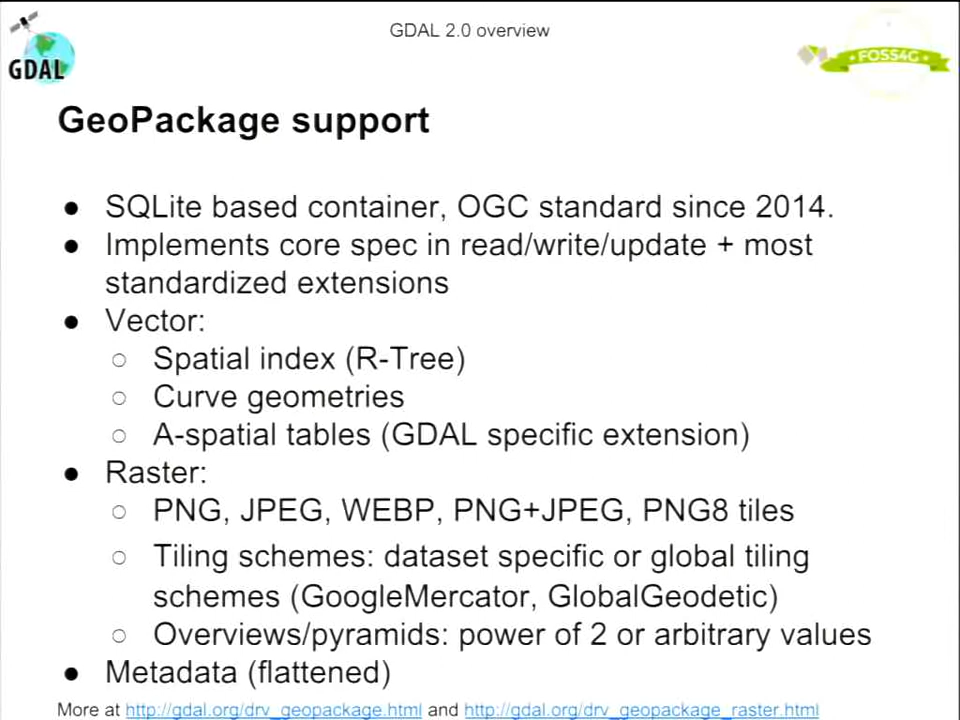 GDAL 2.0 overview
GDAL
FOSS4G
GeoPackage support
● SQLite based container, OGC standard since 2014.
● Implements core spec in read/write/update + most
standardized extensions
● Vector:
○ Spatial index (R-Tree)
○ Curve geometries
○ A-spatial tables (GDAL specific extension)
● Raster:
○ PNG, JPEG, WEBP, PNG+JPEG, PNG8 tiles
○ Tiling schemes: dataset specific or global tiling
schemes (GoogleMercator, GlobalGeodetic)
○ Overviews/pyramids: power of 2 or arbitrary values
● Metadata (flattened)
More at http://gdal.org/drv_geopackage.html and http://gdal.org/drv_geopackage_raster.html